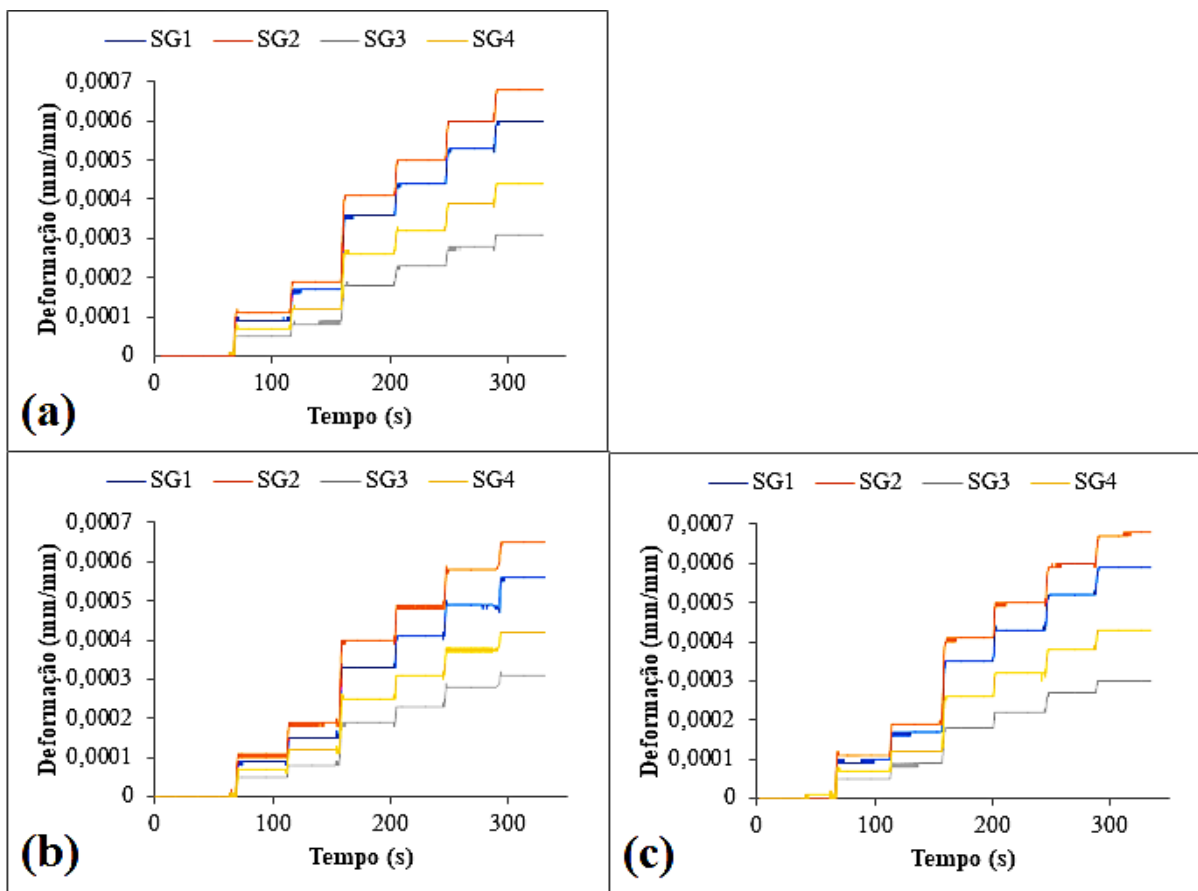 SG1 SG2 SG3 SG4
0,0007
0,0006
0,0005
0,0004
0,0003
0,0002
0,0001
0
Deformação (mm/mm)
0 100 200 300
Tempo (s)
(a)
SG1 SG2 SG3 SG4
0,0007
0,0006
0,0005
0,0004
0,0003
0,0002
0,0001
0
Deformação (mm/mm)
0 100 200 300
Tempo (s)
(b)
SG1 SG2 SG3 SG4
0,0007
0,0006
0,0005
0,0004
0,0003
0,0002
0,0001
0
Deformação (mm/mm)
0 100 200 300
Tempo (s)
(c)